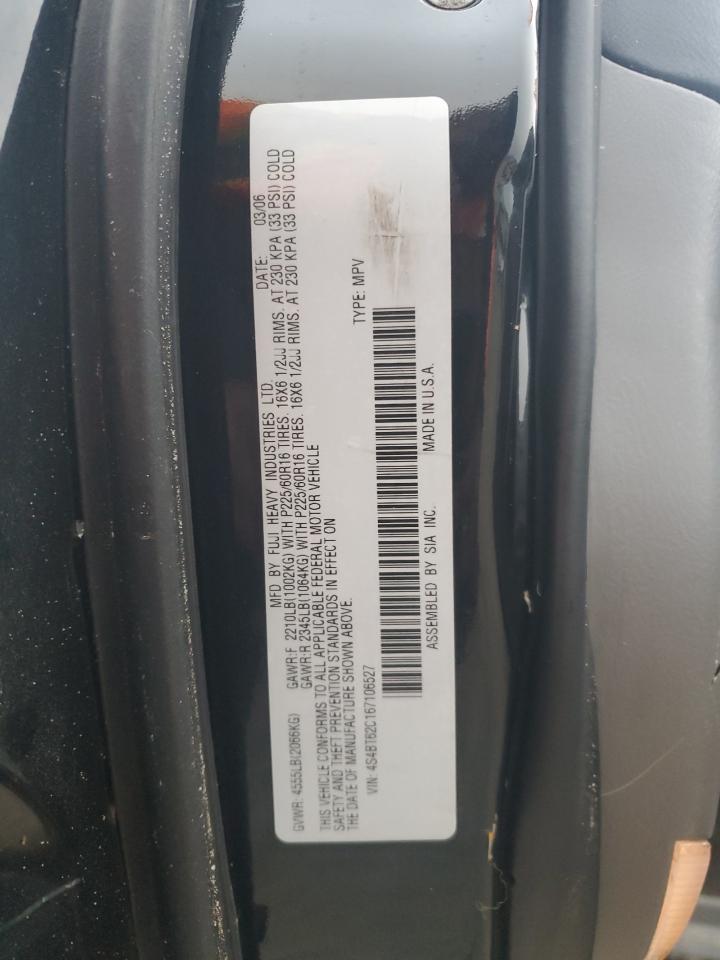 MFD BY FUJI HEAVY INDUSTRIES LTD. DATE: 03/06
GVWR: 4555LB(2066KG) GAWR:F 2210LB(1002KG) WITH P225/60R16 TIRES. 16X6 1/2JJ RIMS. AT 230 KPA (33 PSI) COLD
GAWR:R 2345LB(1064KG) WITH P225/60R16 TIRES. 16X6 1/2JJ RIMS. AT 230 KPA (33 PSI) COLD
THIS VEHICLE CONFORMS TO ALL APPLICABLE FEDERAL MOTOR VEHICLE
SAFETY AND THEFT PREVENTION STANDARDS IN EFFECT ON
THE DATE OF MANUFACTURE SHOWN ABOVE.
VIN: 4S4BT62C167106527 TYPE: MPV
ASSEMBLED BY SIA INC. MADE IN U.S.A.